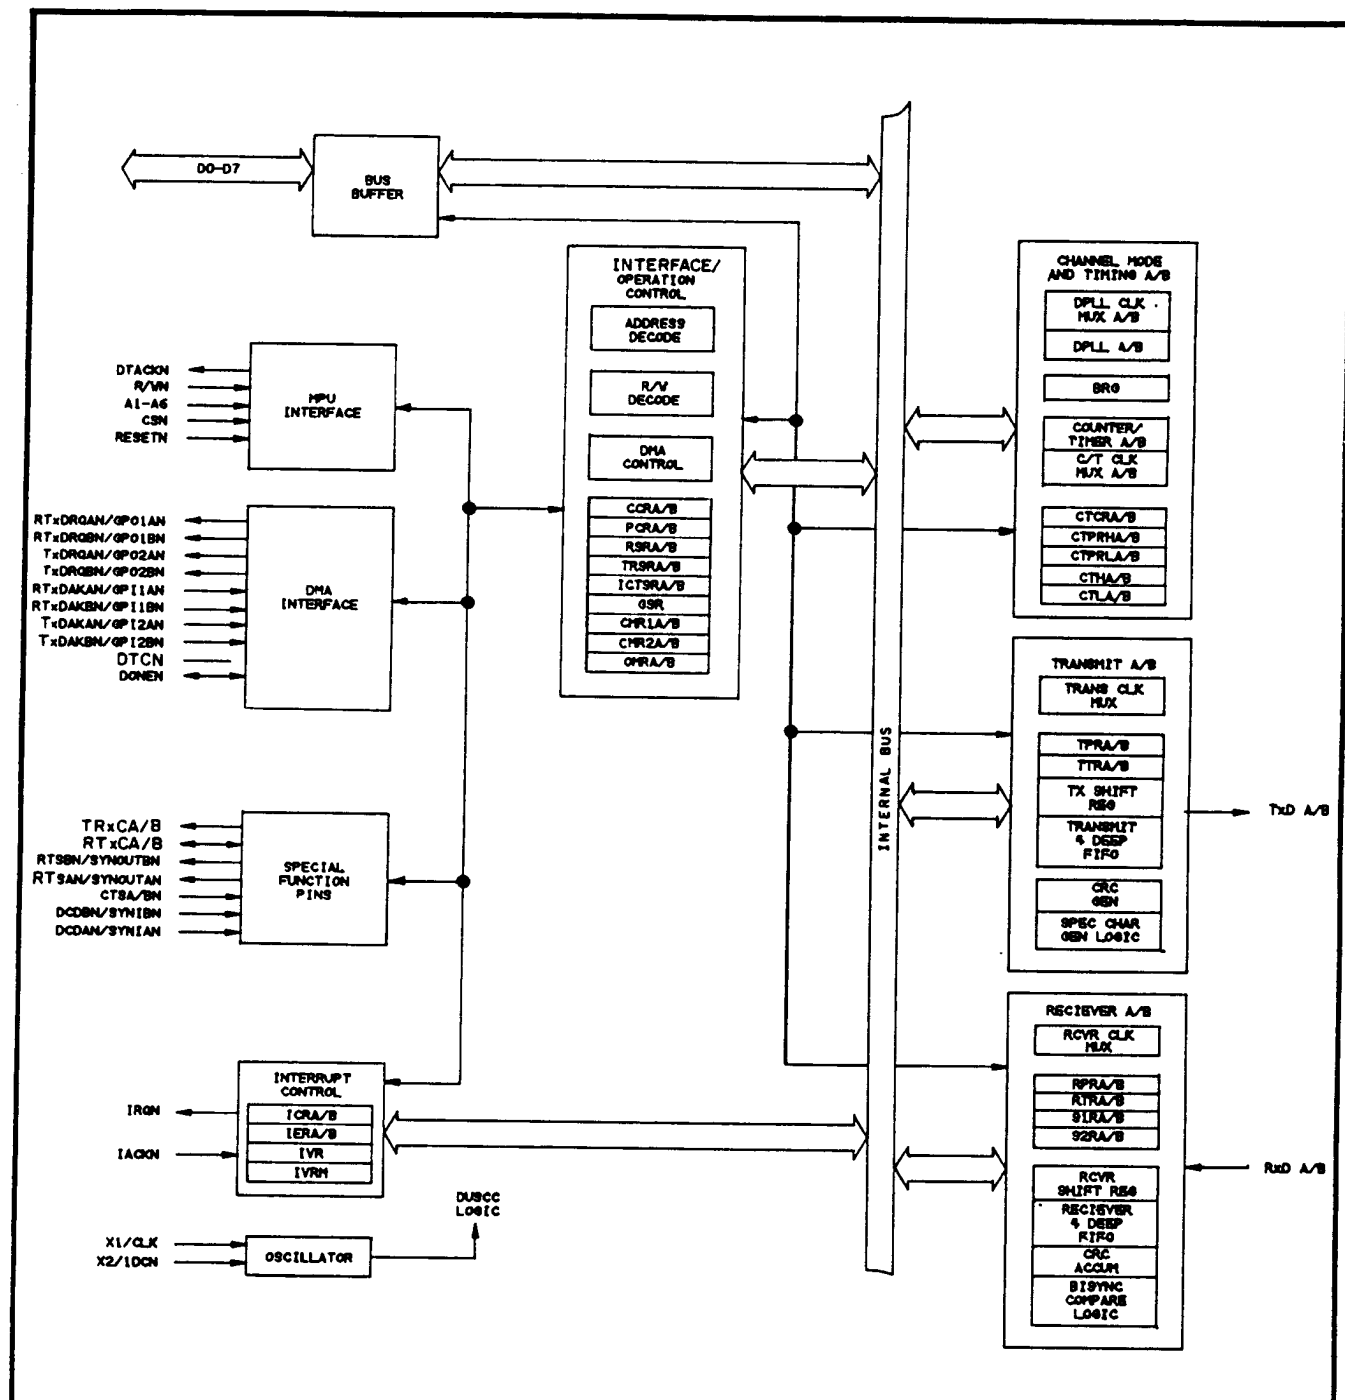 D0-D7
BUS
BUFFER
INTERFACE/
OPERATION
CONTROL
ADDRESS
DECODE
R/W
DECODE
DMA
CONTROL
CCRA/B
PCRA/B
RSRA/B
TRSRA/B
ICTSRA/B
GSR
CMR1A/B
CMR2A/B
OMRA/B
DTACKN
R/WN
A1-A6
CSN
RESETN
MPU
INTERFACE
RTxDRQAN/GPO1AN
RTxDRQBN/GPO1BN
TxDRQAN/GPO2AN
TxDRQBN/GPO2BN
RTxDAKAN/GPI1AN
RTxDAKBN/GPI1BN
TxDAKAN/GPI2AN
TxDAKBN/GPI2BN
DTCN
DONEN
DMA
INTERFACE
TRxCA/B
RTxCA/B
RTSBN/SYNOUTBN
RTSAN/SYNOUTAN
CTSA/BN
DCDBN/SYNIBN
DCDAN/SYNIAN
SPECIAL
FUNCTION
PINS
IRQN
IACKN
INTERRUPT
CONTROL
ICRA/B
IERA/B
IVR
IVRM
X1/CLK
X2/IDCN
OSCILLATOR
DUSCC
LOGIC
INTERNAL BUS
CHANNEL MODE
AND TIMING A/B
DPLL CLK
MUX A/B
DPLL A/B
BRG
COUNTER/
TIMER A/B
C/T CLK
MUX A/B
CTCRA/B
CTPRHA/B
CTPRLA/B
CTHA/B
CTLA/B
TRANSMIT A/B
TRANS CLK
MUX
TPRA/B
TTRA/B
TX SHIFT
REG
TRANSMIT
4 DEEP
FIFO
CRC
GEN
SPEC CHAR
GEN LOGIC
TxD A/B
RECIEVER A/B
RCVR CLK
MUX
RPRA/B
RTRA/B
S1RA/B
S2RA/B
RCVR
SHIFT REG
RECIEVER
4 DEEP
FIFO
CRC
ACCUM
BISYNC
COMPARE
LOGIC
RxD A/B